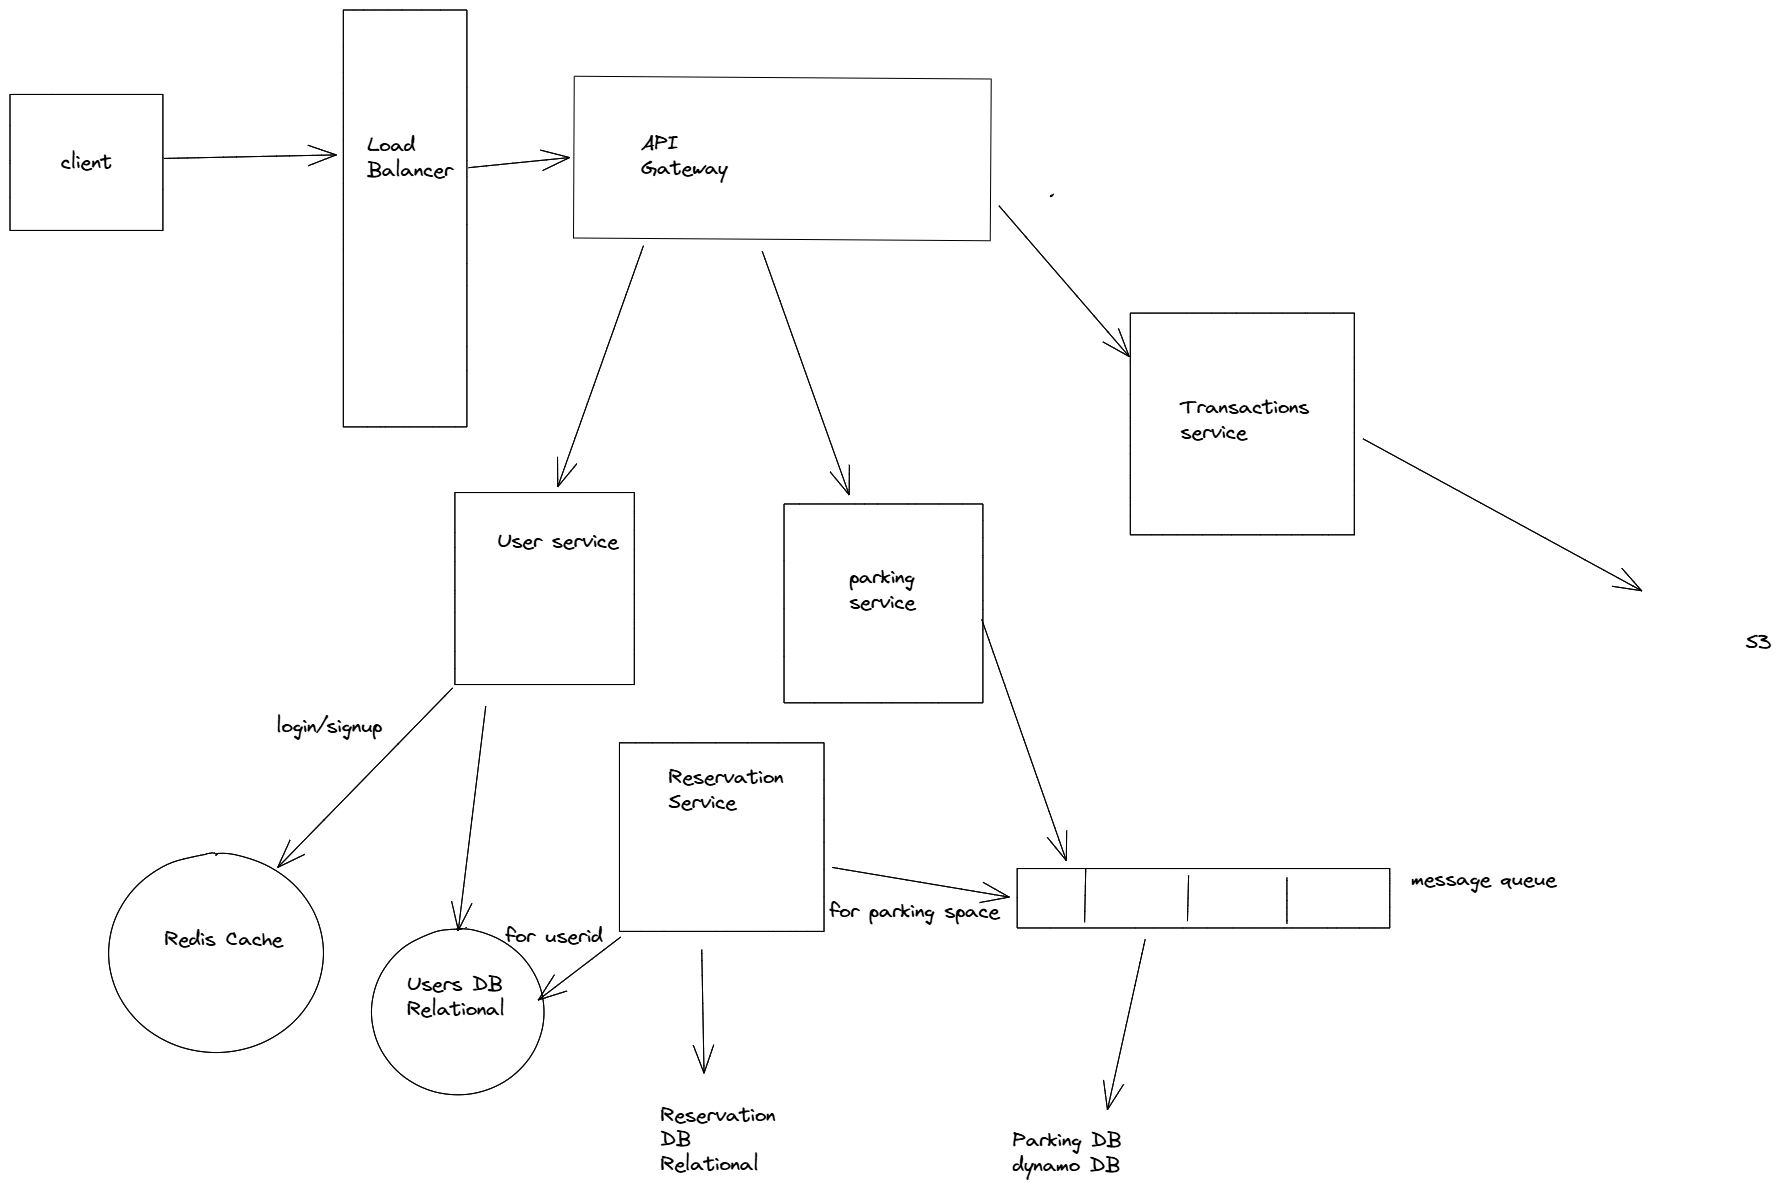 client
Load
Balancer
API
Gateway
Transactions
service
User service
parking
service
S3
login/signup
Reservation
Service
message queue
for parking space
for userid
Redis Cache
Users DB
Relational
Reservation
DB
Relational
Parking DB
dynamo DB